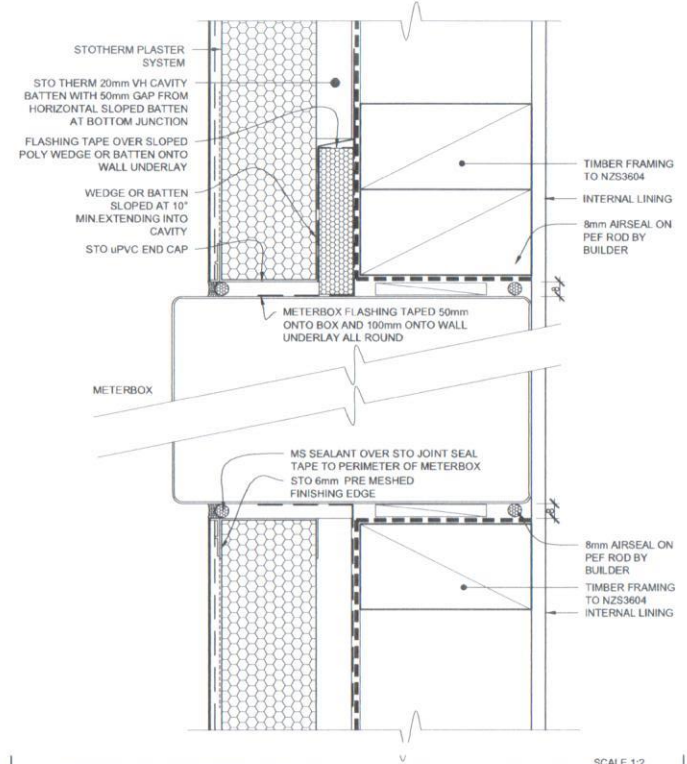 STOTHERM PLASTER
SYSTEM
STO THERM 20mm VH CAVITY
BATTEN WITH 50mm GAP FROM
HORIZONTAL SLOPED BATTEN
AT BOTTOM JUNCTION
FLASHING TAPE OVER SLOPED
POLY WEDGE OR BATTEN ONTO
WALL UNDERLAY
WEDGE OR BATTEN
SLOPED AT 10°
MIN.EXTENDING INTO
CAVITY
STO uPVC END CAP
TIMBER FRAMING
TO NZS3604
INTERNAL LINING
8mm AIRSEAL ON
PEF ROD BY
BUILDER
8
METERBOX FLASHING TAPED 50mm
ONTO BOX AND 100mm ONTO WALL
UNDERLAY ALL ROUND
METERBOX
MS SEALANT OVER STO JOINT SEAL
TAPE TO PERIMETER OF METERBOX
STO 6mm PRE MESHED
FINISHING EDGE
8
8mm AIRSEAL ON
PEF ROD BY
BUILDER
TIMBER FRAMING
TO NZS3604
INTERNAL LINING
SCALE 1:2